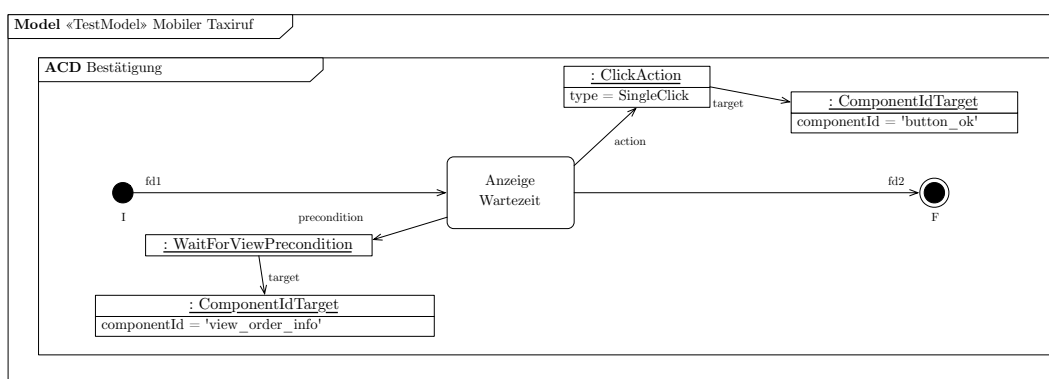 Model «TestModel» Mobiler Taxiruf
ACD Bestätigung
: ClickAction
type = SingleClick
target
: ComponentIdTarget
componentId = 'button_ok'
action
fd1
Anzeige
Wartezeit
fd2
I
F
precondition
: WaitForViewPrecondition
target
: ComponentIdTarget
componentId = 'view_order_info'